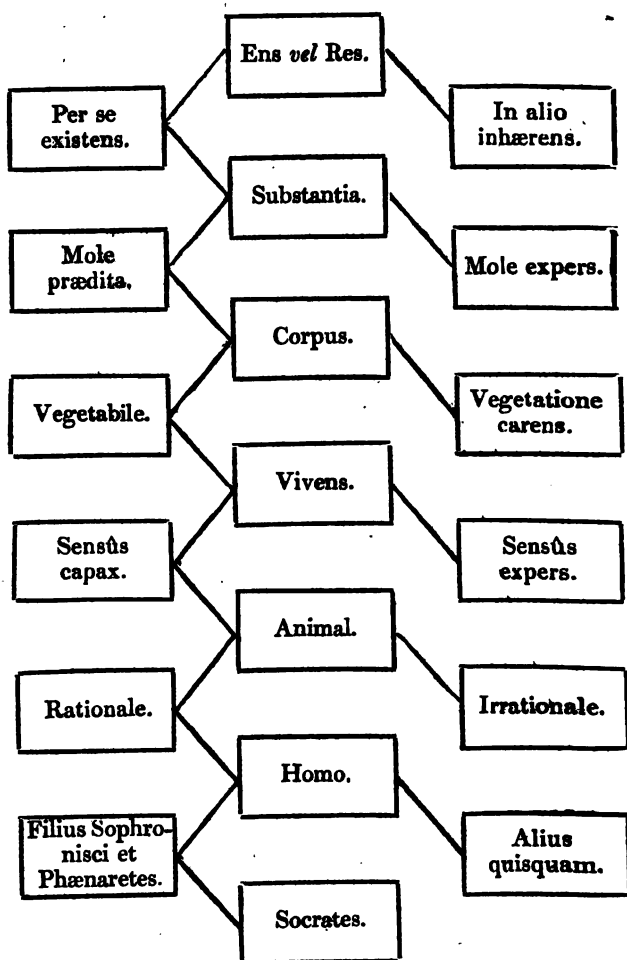 Ens vel Res.
Per se
existens.
In alio
inhærens.
Substantia.
Mole
prædita.
Mole expers.
Corpus.
Vegetabile.
Vegetatione
carens.
Vivens.
Sensûs
capax.
Sensûs
expers.
Animal.
Rationale.
Irrationale.
Homo.
Filius Sophro-
nisci et
Phænaretes.
Alius
quisquam.
Socrates.